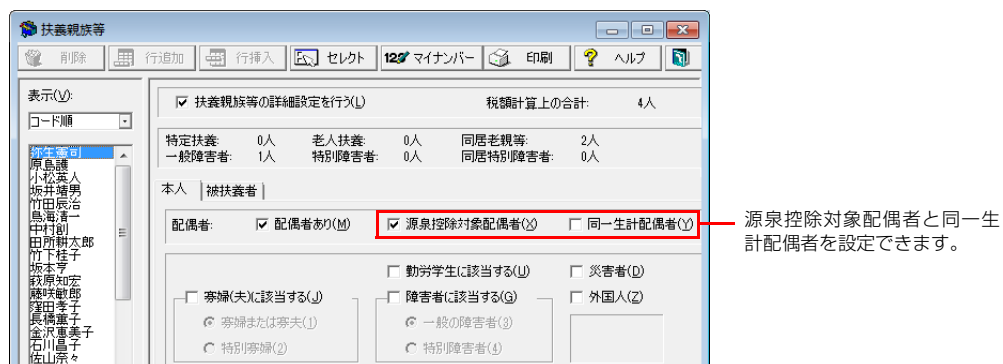 扶養親族等
削除 行追加 行挿入 セレクト 123 マイナンバー 印刷 ヘルプ
表示(V):
コード順
弥生憲司
原島護
小松英人
坂井靖男
竹田辰治
鳥海清一
中村創
田所耕太郎
竹下桂子
坂本亨
萩原知宏
藤咲敏郎
窪田孝子
長橋薫子
金沢恵美子
石川昌子
佐山奈々
扶養親族等の詳細設定を行う(L) 税額計算上の合計: 4人
特定扶養: 0人 老人扶養: 0人 同居老親等: 2人
一般障害者: 1人 特別障害者: 0人 同居特別障害者: 0人
本人 被扶養者
配偶者: 配偶者あり(M) 源泉控除対象配偶者(X) 同一生計配偶者(Y)
勤労学生に該当する(U) 災害者(D)
寡婦(夫)に該当する(J) 障害者に該当する(G) 外国人(Z)
寡婦または寡夫(1) 一般の障害者(3)
特別寡婦(2) 特別障害者(4)
源泉控除対象配偶者と同一生
計配偶者を設定できます。